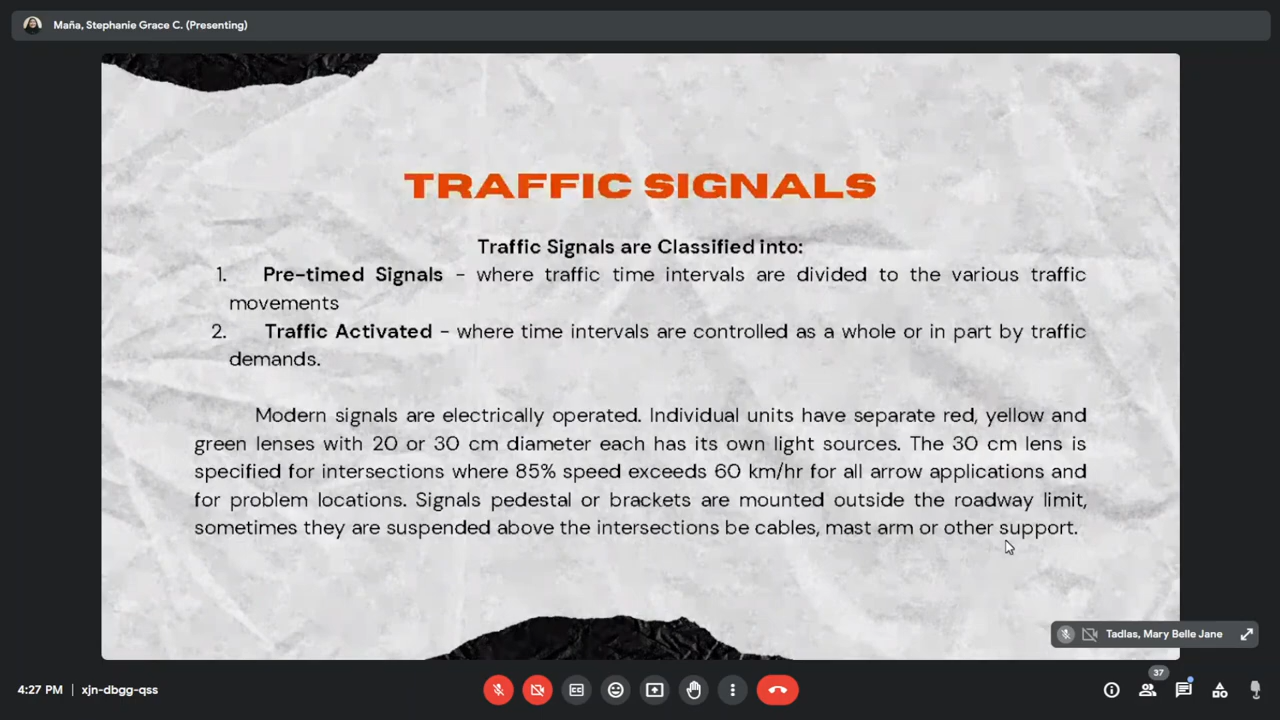 Maña, Stephanie Grace C. (Presenting)
TRAFFIC SIGNALS
Traffic Signals are Classified into:
1. Pre-timed Signals - where traffic time intervals are divided to the various traffic
movements
2. Traffic Activated - where time intervals are controlled as a whole or in part by traffic
demands.
Modern signals are electrically operated. Individual units have separate red, yellow and
green lenses with 20 or 30 cm diameter each has its own light sources. The 30 cm lens is
specified for intersections where 85% speed exceeds 60 km/hr for all arrow applications and
for problem locations. Signals pedestal or brackets are mounted outside the roadway limit,
sometimes they are suspended above the intersections be cables, mast arm or other support.
Tadlas, Mary Belle Jane
37
4:27 PM | xjn-dbgg-qss